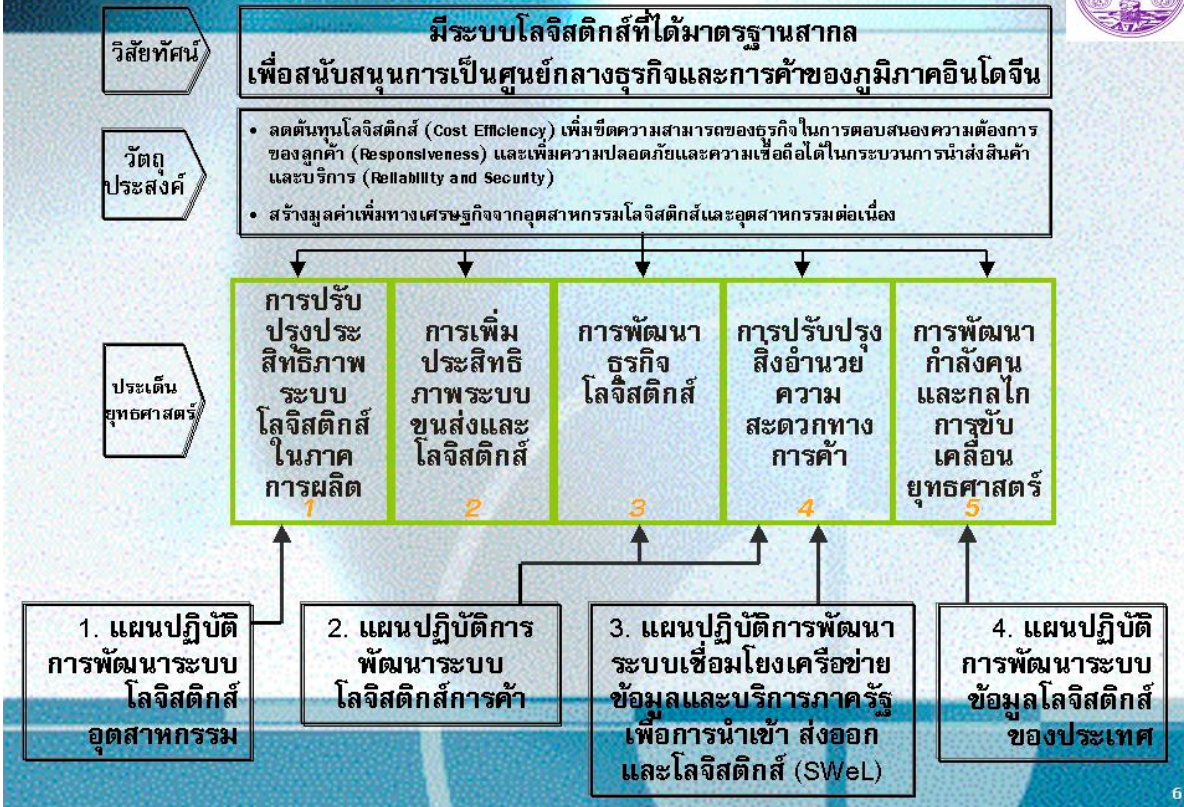 วิสัยทัศน์
มีระบบโลจิสติกส์ที่ได้มาตรฐานสากล
เพื่อสนับสนุนการเป็นศูนย์กลางธุรกิจและการค้าของภูมิภาคอินโดจีน
วัตถุ
ประสงค์
• ลดต้นทุนโลจิสติกส์ (Cost Efficiency) เพิ่มขีดความสามารถของธุรกิจในการตอบสนองความต้องการ
ของลูกค้า (Responsiveness) และเพิ่มความปลอดภัยและความเชื่อถือได้ในกระบวนการนำส่งสินค้า
และบริการ (Reliability and Security)
• สร้างมูลค่าเพิ่มทางเศรษฐกิจจากอุตสาหกรรมโลจิสติกส์และอุตสาหกรรมต่อเนื่อง
ประเด็น
ยุทธศาสตร์
การปรับ
ปรุงประ
สิทธิภาพ
ระบบ
โลจิสติกส์
ในภาค
การผลิต
1
การเพิ่ม
ประสิทธิ
ภาพระบบ
ขนส่งและ
โลจิสติกส์
2
การพัฒนา
ธุรกิจ
โลจิสติกส์
3
การปรับปรุง
สิ่งอำนวย
ความ
สะดวกทาง
การค้า
4
การพัฒนา
กำลังคน
และกลไก
การขับ
เคลื่อน
ยุทธศาสตร์
5
1. แผนปฏิบัติ
การพัฒนาระบบ
โลจิสติกส์
อุตสาหกรรม
2. แผนปฏิบัติการ
พัฒนาระบบ
โลจิสติกส์การค้า
3. แผนปฏิบัติการพัฒนา
ระบบเชื่อมโยงเครือข่าย
ข้อมูลและบริการภาครัฐ
เพื่อการนำเข้า ส่งออก
และโลจิสติกส์ (SWeL)
4. แผนปฏิบัติ
การพัฒนาระบบ
ข้อมูลโลจิสติกส์
ของประเทศ
6